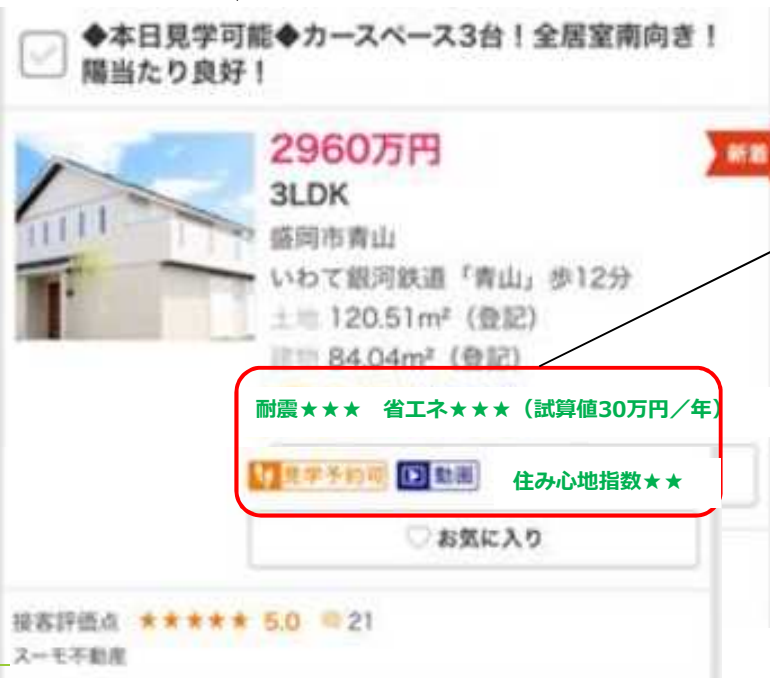 ◆本日見学可能◆カースペース3台！全居室南向き！
陽当たり良好！
2960万円
新着
3LDK
盛岡市青山
いわて銀河鉄道「青山」歩12分
土地 120.51m²（登記）
建物 84.04m²（登記）
耐震★★★ 省エネ★★★（試算値30万円／年）
見学予約可 動画 住み心地指数★★
♡お気に入り
接客評価点 ★★★★★ 5.0 21
スーモ不動産